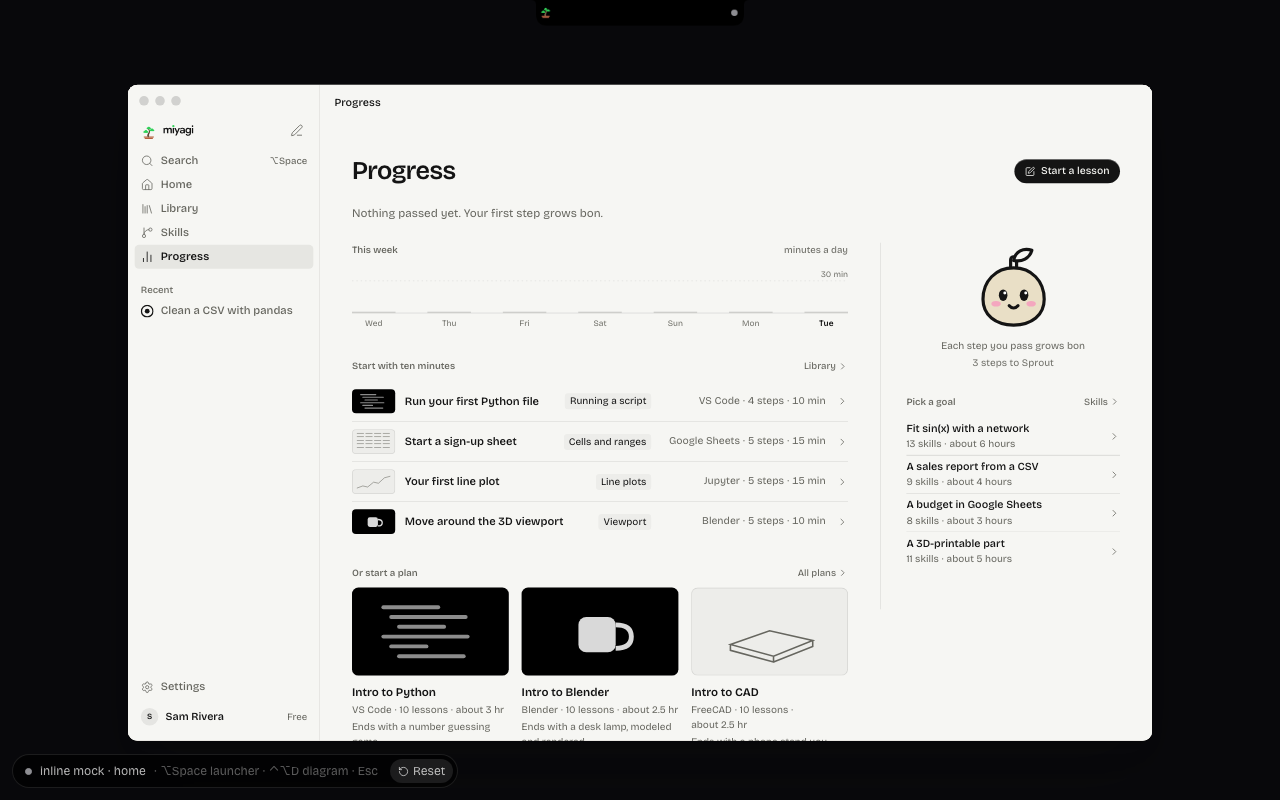 miyagi
Search ⌥Space
Home
Library
Skills
Progress
Recent
Clean a CSV with pandas
Settings
S Sam Rivera Free
Progress
Progress
Start a lesson
Nothing passed yet. Your first step grows bon.
This week minutes a day
30 min
Wed Thu Fri Sat Sun Mon Tue
Start with ten minutes Library
Run your first Python file Running a script VS Code · 4 steps · 10 min
Start a sign-up sheet Cells and ranges Google Sheets · 5 steps · 15 min
Your first line plot Line plots Jupyter · 5 steps · 15 min
Move around the 3D viewport Viewport Blender · 5 steps · 10 min
Or start a plan All plans
Intro to Python
VS Code · 10 lessons · about 3 hr
Ends with a number guessing
Intro to Blender
Blender · 10 lessons · about 2.5 hr
Ends with a desk lamp, modeled
and rendered
Intro to CAD
FreeCAD · 10 lessons ·
about 2.5 hr
Each step you pass grows bon
3 steps to Sprout
Pick a goal Skills
Fit sin(x) with a network
13 skills · about 6 hours
A sales report from a CSV
9 skills · about 4 hours
A budget in Google Sheets
8 skills · about 3 hours
A 3D-printable part
11 skills · about 5 hours
inline mock · home · ⌥Space launcher · ^⌥D diagram · Esc Reset